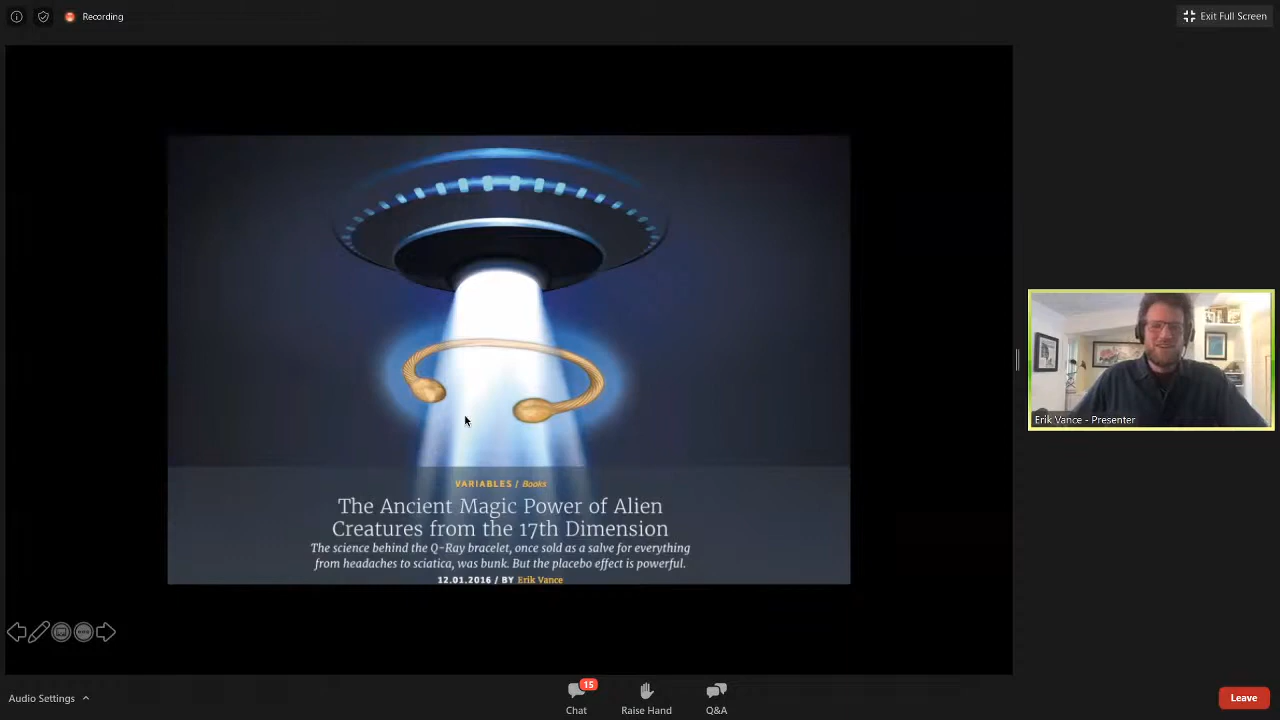 Recording
Exit Full Screen
VARIABLES / Books
The Ancient Magic Power of Alien
Creatures from the 17th Dimension
The science behind the Q-Ray bracelet, once sold as a salve for everything
from headaches to sciatica, was bunk. But the placebo effect is powerful.
12.01.2016 / BY Erik Vance
Erik Vance - Presenter
Audio Settings
15
Chat
Raise Hand
Q&A
Leave